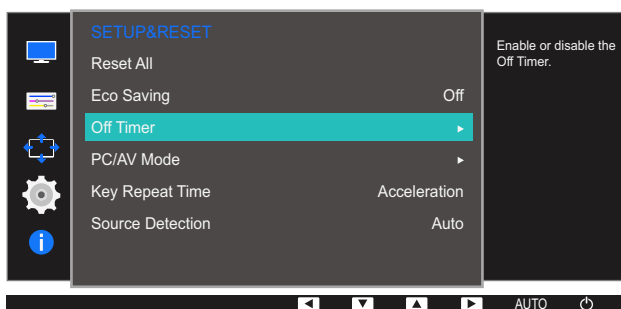 SETUP&RESET
Reset All
Eco Saving Off
Off Timer
PC/AV Mode
Key Repeat Time Acceleration
Source Detection Auto
Enable or disable the
Off Timer.
AUTO